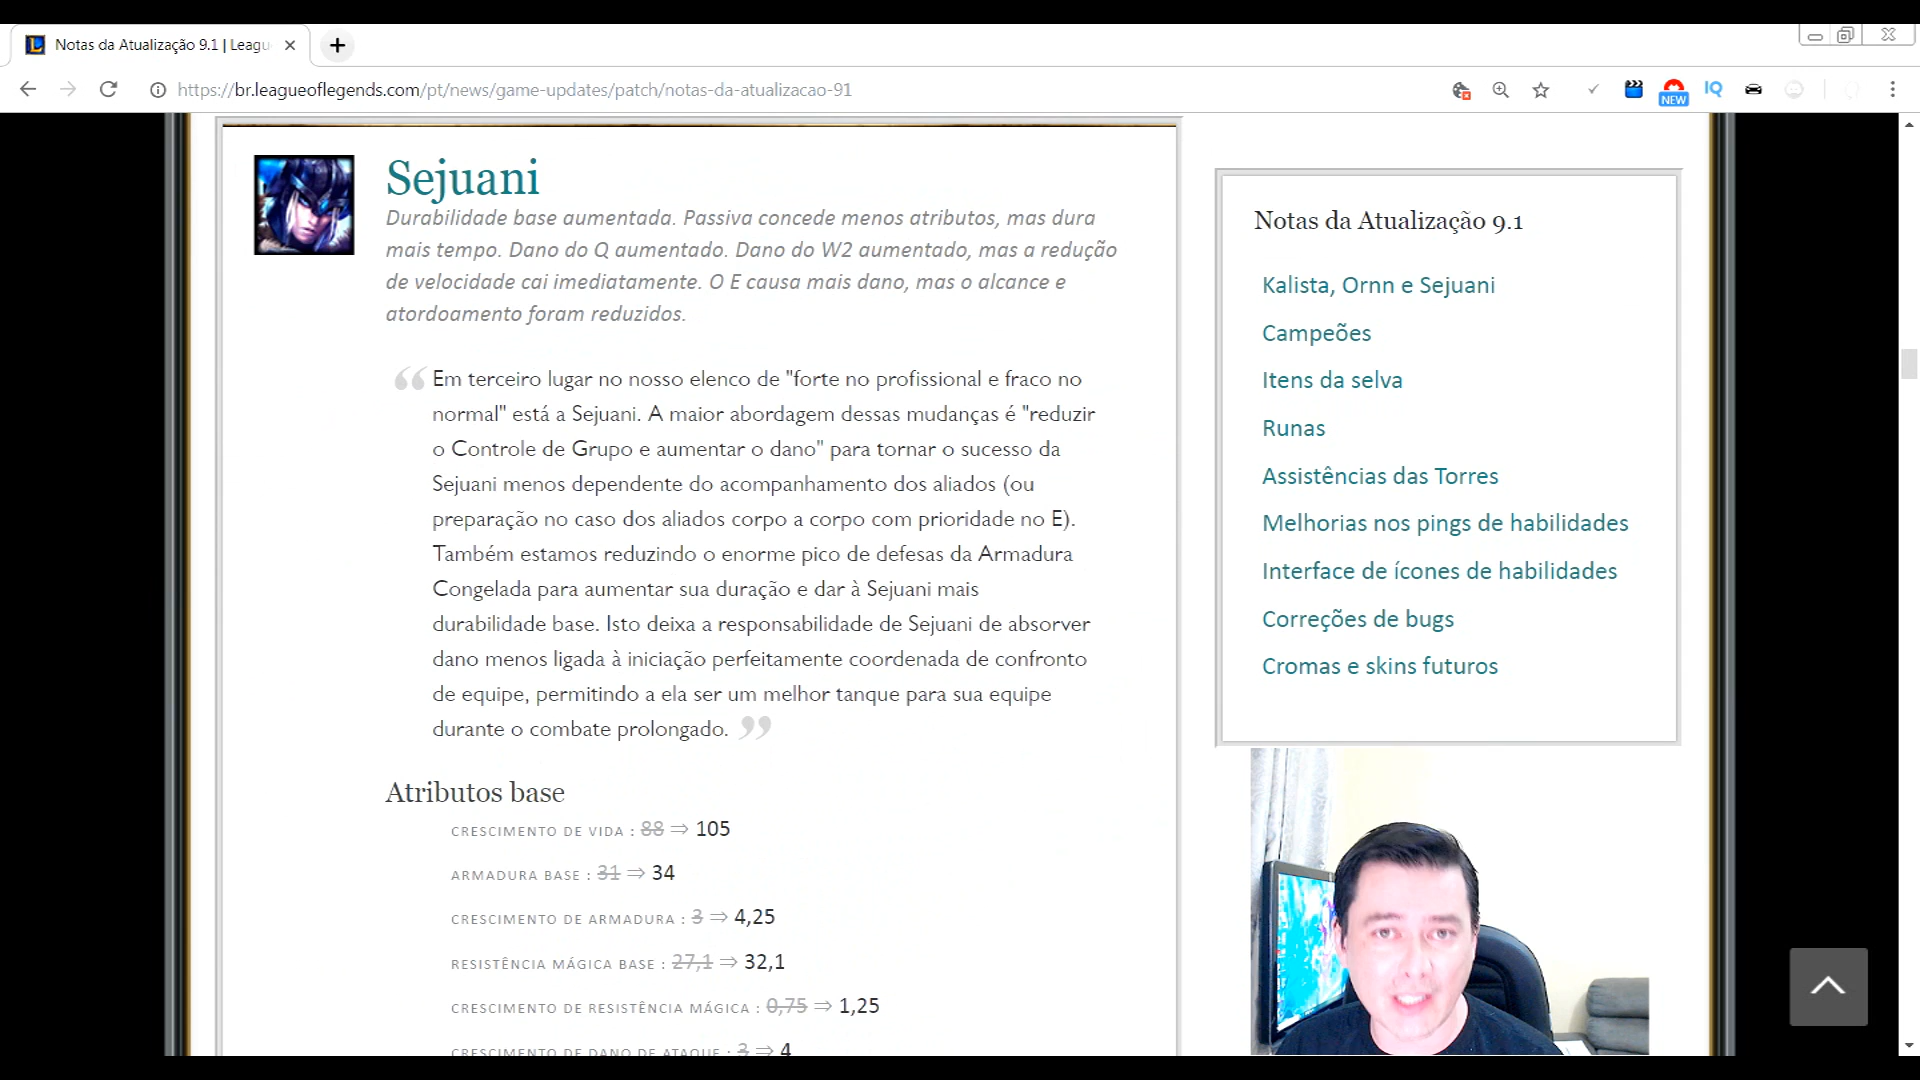 Notas da Atualização 9.1 | Leagu
https://br.leagueoflegends.com/pt/news/game-updates/patch/notas-da-atualizacao-91
NEW
IQ
Sejuani
Durabilidade base aumentada. Passiva concede menos atributos, mas dura
mais tempo. Dano do Q aumentado. Dano do W2 aumentado, mas a redução
de velocidade cai imediatamente. O E causa mais dano, mas o alcance e
atordoamento foram reduzidos.
“ Em terceiro lugar no nosso elenco de "forte no profissional e fraco no
normal" está a Sejuani. A maior abordagem dessas mudanças é "reduzir
o Controle de Grupo e aumentar o dano" para tornar o sucesso da
Sejuani menos dependente do acompanhamento dos aliados (ou
preparação no caso dos aliados corpo a corpo com prioridade no E).
Também estamos reduzindo o enorme pico de defesas da Armadura
Congelada para aumentar sua duração e dar à Sejuani mais
durabilidade base. Isto deixa a responsabilidade de Sejuani de absorver
dano menos ligada à iniciação perfeitamente coordenada de confronto
de equipe, permitindo a ela ser um melhor tanque para sua equipe
durante o combate prolongado. ”
Atributos base
CRESCIMENTO DE VIDA : 88 ⇒ 105
ARMADURA BASE : 31 ⇒ 34
CRESCIMENTO DE ARMADURA : 3 ⇒ 4,25
RESISTÊNCIA MÁGICA BASE : 27,1 ⇒ 32,1
CRESCIMENTO DE RESISTÊNCIA MÁGICA : 0,75 ⇒ 1,25
CRESCIMENTO DE DANO DE ATAQUE : 3 ⇒ 4
Notas da Atualização 9.1
Kalista, Ornn e Sejuani
Campeões
Itens da selva
Runas
Assistências das Torres
Melhorias nos pings de habilidades
Interface de ícones de habilidades
Correções de bugs
Cromas e skins futuros